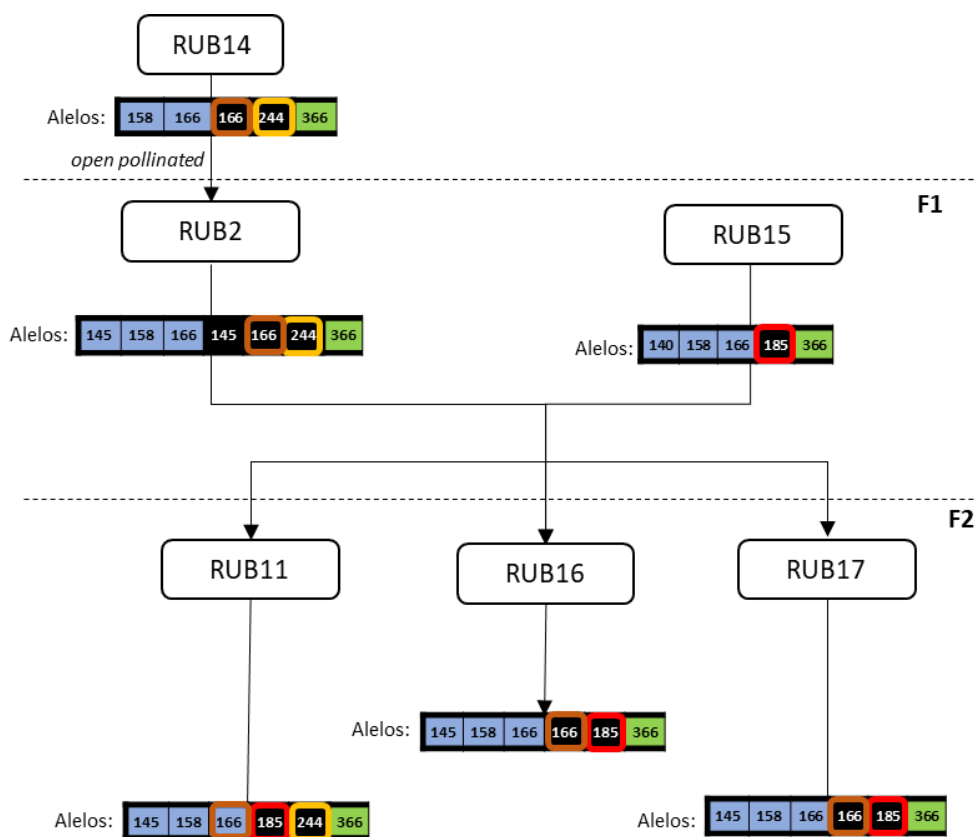 RUB14
Alelos: 158 166 166 244 366
open pollinated
F1
RUB2
RUB15
Alelos: 145 158 166 145 166 244 366
Alelos: 140 158 166 185 366
F2
RUB11
RUB16
RUB17
Alelos: 145 158 166 166 185 366
Alelos: 145 158 166 185 244 366
Alelos: 145 158 166 166 185 366